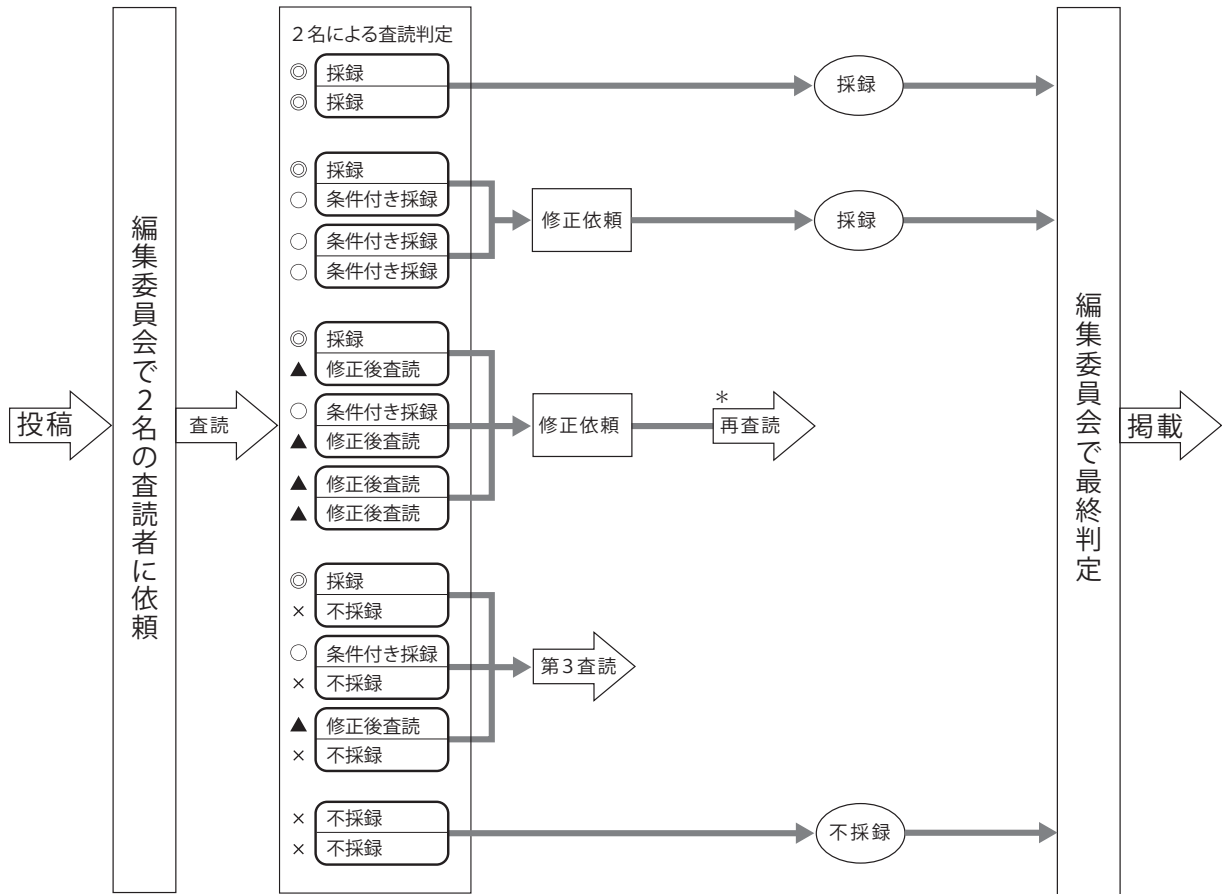 投稿
編集委員会で2名の査読者に依頼
査読
2名による査読判定
◎ 採録
◎ 採録
採録
◎ 採録
○ 条件付き採録
○ 条件付き採録
○ 条件付き採録
修正依頼
採録
◎ 採録
▲ 修正後査読
○ 条件付き採録
▲ 修正後査読
▲ 修正後査読
▲ 修正後査読
修正依頼
*
再査読
◎ 採録
× 不採録
○ 条件付き採録
× 不採録
▲ 修正後査読
× 不採録
第3査読
× 不採録
× 不採録
不採録
編集委員会で最終判定
掲載